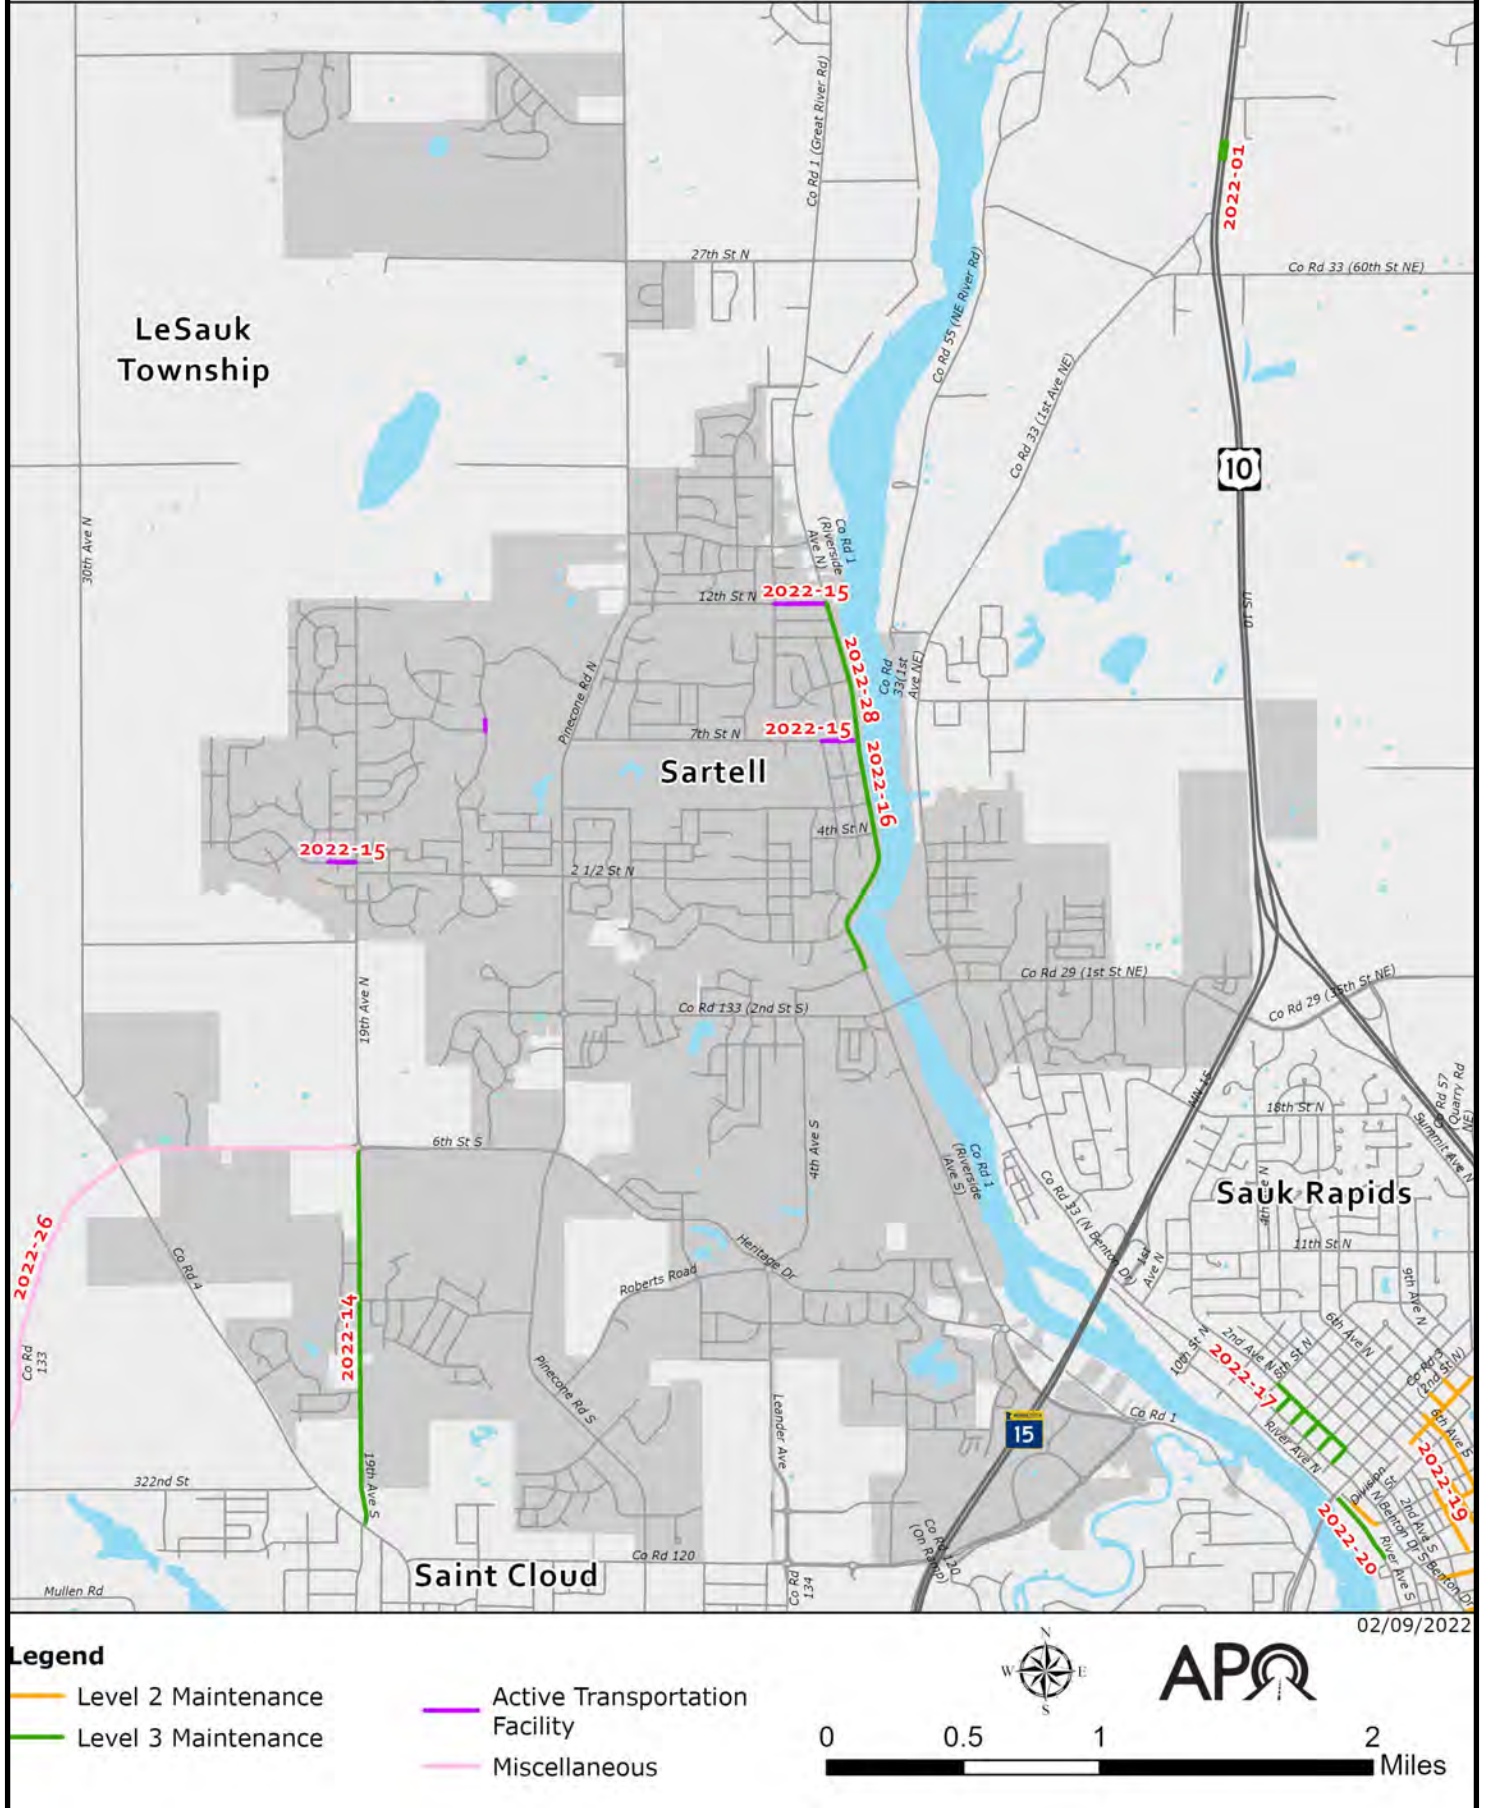 Co Rd 1 (Great River Rd)
2022-01
27th St N
Co Rd 33 (60th St NE)
LeSauk
Township
Co Rd 55 (NE River Rd)
Co Rd 33 (1st Ave NE)
10
30th Ave N
Co Rd 1
(Riverside
Ave N)
12th St N
2022-15
US 10
2022-28
Co Rd
33(1st
Ave NE)
Pinecone Rd N
7th St N
2022-15
Sartell
2022-16
4th St N
2022-15
2 1/2 St N
19th Ave N
Co Rd 29 (1st St NE)
Co Rd 29 (35th St NE)
Co Rd 133 (2nd St S)
MN 15
Co Rd 57
(Quarry Rd
NE)
18th St N
Summit Ave N
6th St S
4th Ave S
Co Rd 1
(Riverside
Ave S)
Co Rd 33 (N Benton Dr)
Sauk Rapids
4th Ave N
11th St N
1st
Ave N
2022-26
Co Rd 4
Heritage Dr
Roberts Road
9th Ave N
2022-14
Co Rd
133
6th Ave N
10th St N
2nd Ave N
8th St N
2022-17
Co Rd 3
(2nd St N)
Pinecone Rd S
Leander Ave
15
Co Rd 1
River Ave N
6th Ave S
2022-19
322nd St
19th Ave S
Division
St
N Benton Dr
2nd Ave S
S Benton Dr
2022-20
River Ave S
Co Rd 120
(On Ramp)
Saint Cloud
Co Rd 120
Co Rd
134
Mullen Rd
02/09/2022
Legend
Level 2 Maintenance
Level 3 Maintenance
Active Transportation
Facility
Miscellaneous
N
W E
S
APO
0 0.5 1 2
Miles